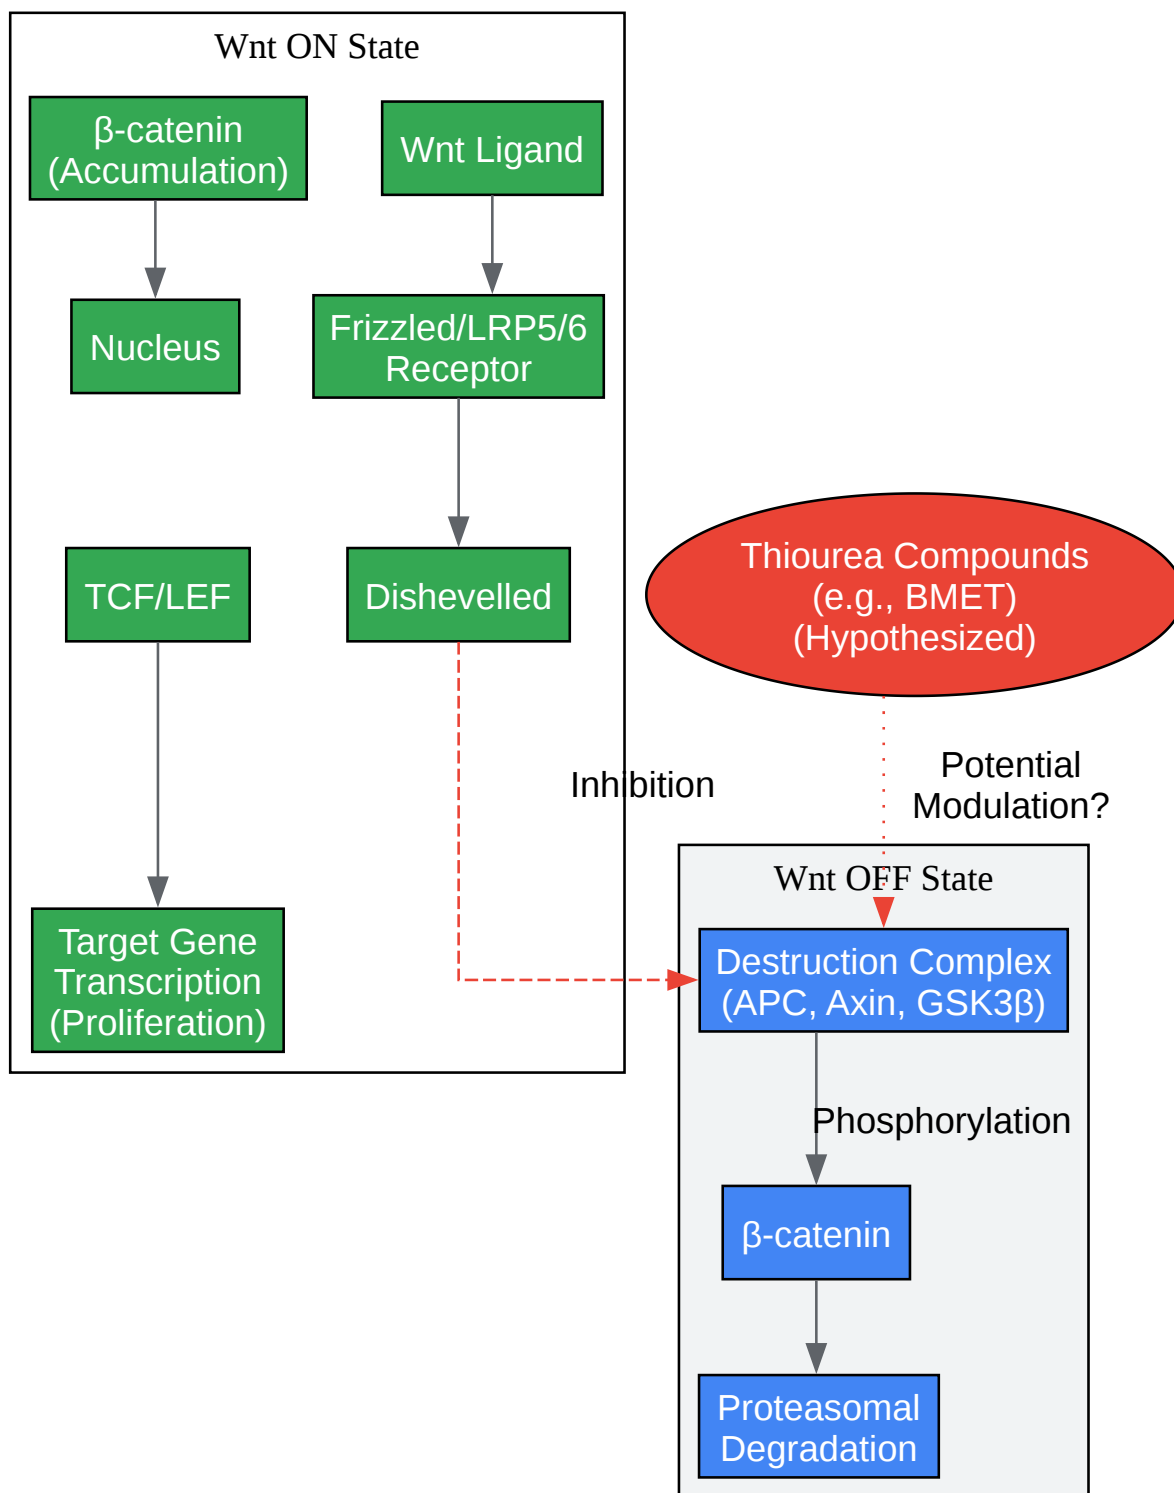 Wnt ON State
β-catenin
(Accumulation)
Wnt Ligand
Nucleus
Frizzled/LRP5/6
Receptor
TCF/LEF
Dishevelled
Thiourea Compounds
(e.g., BMET)
(Hypothesized)
Inhibition
Potential
Modulation?
Wnt OFF State
Target Gene
Transcription
(Proliferation)
Destruction Complex
(APC, Axin, GSK3β)
Phosphorylation
β-catenin
Proteasomal
Degradation